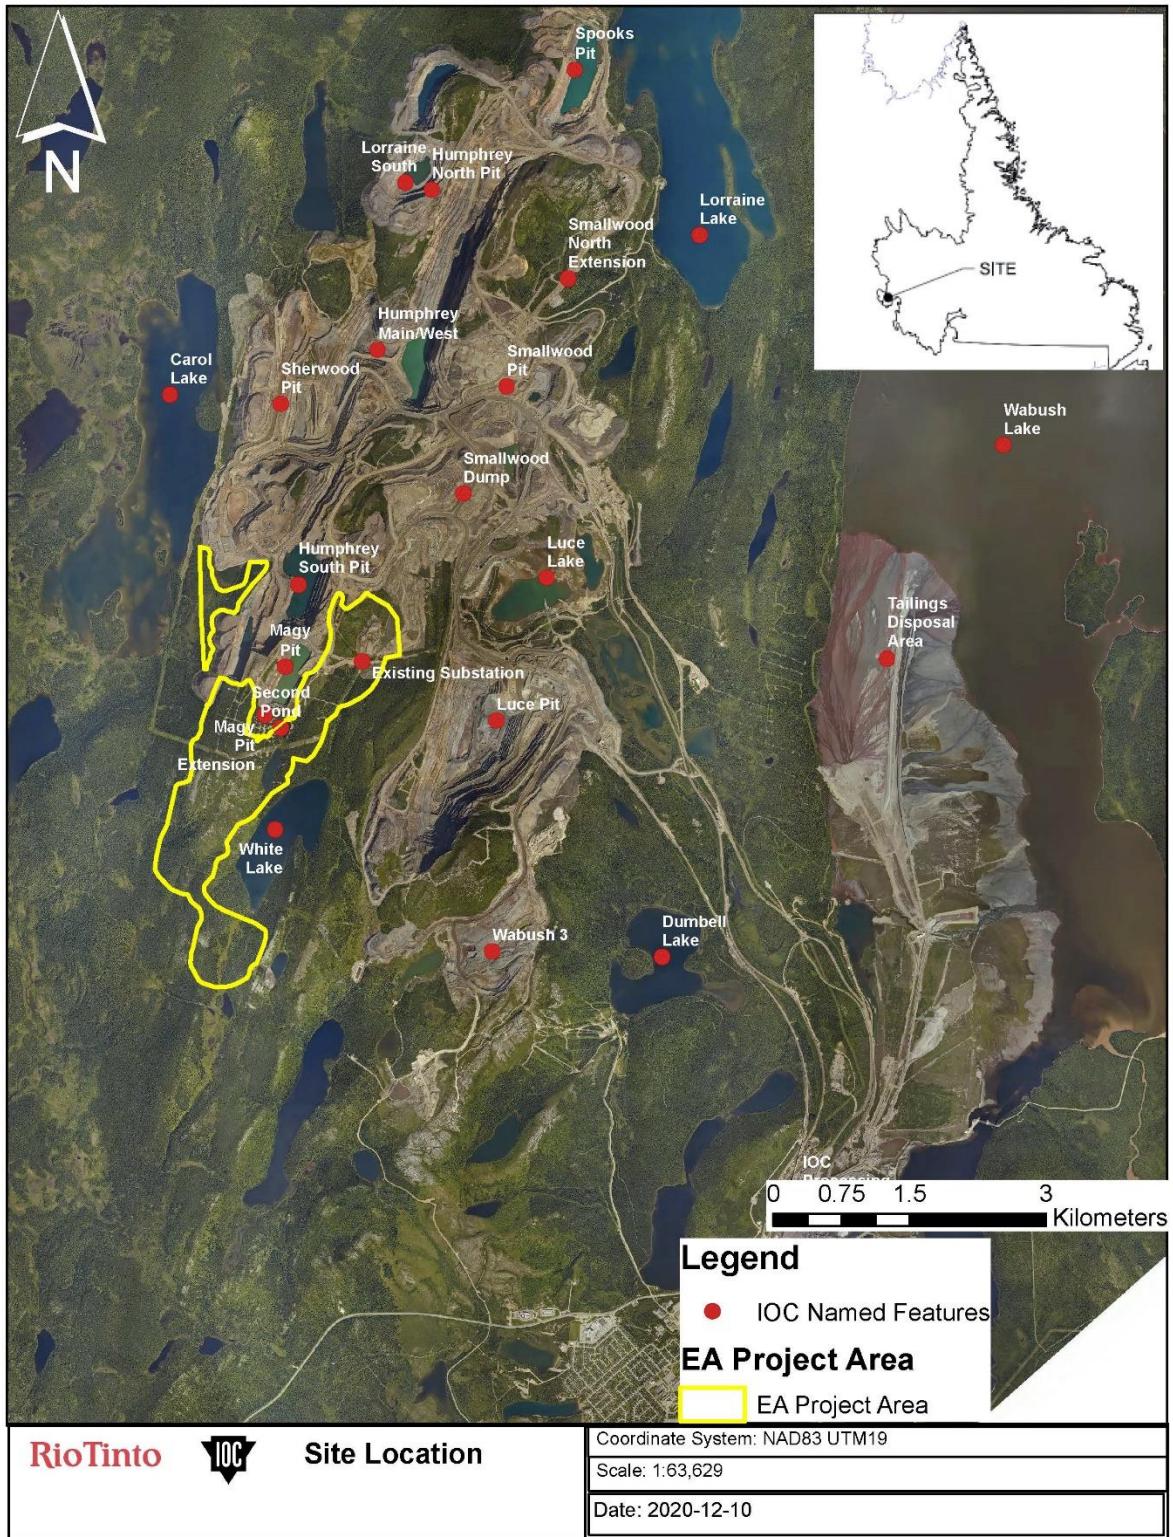 Spooks
Pit
Lorraine
South
Humphrey
North Pit
Lorraine
Lake
Smallwood
North
Extension
SITE
Humphrey
Main/West
Carol
Lake
Sherwood
Pit
Smallwood
Pit
Wabush
Lake
Smallwood
Dump
Humphrey
South Pit
Luce
Lake
Tailings
Disposal
Area
Magy
Pit
Existing Substation
Second
Pond
Luce Pit
Magy
Pit
Extension
White
Lake
Wabush 3
Dumbell
Lake
IOC
Processing
0 0.75 1.5 3
Kilometers
Legend
IOC Named Features
EA Project Area
EA Project Area
N
RioTinto
IOC
Site Location
Coordinate System: NAD83 UTM19
Scale: 1:63,629
Date: 2020-12-10